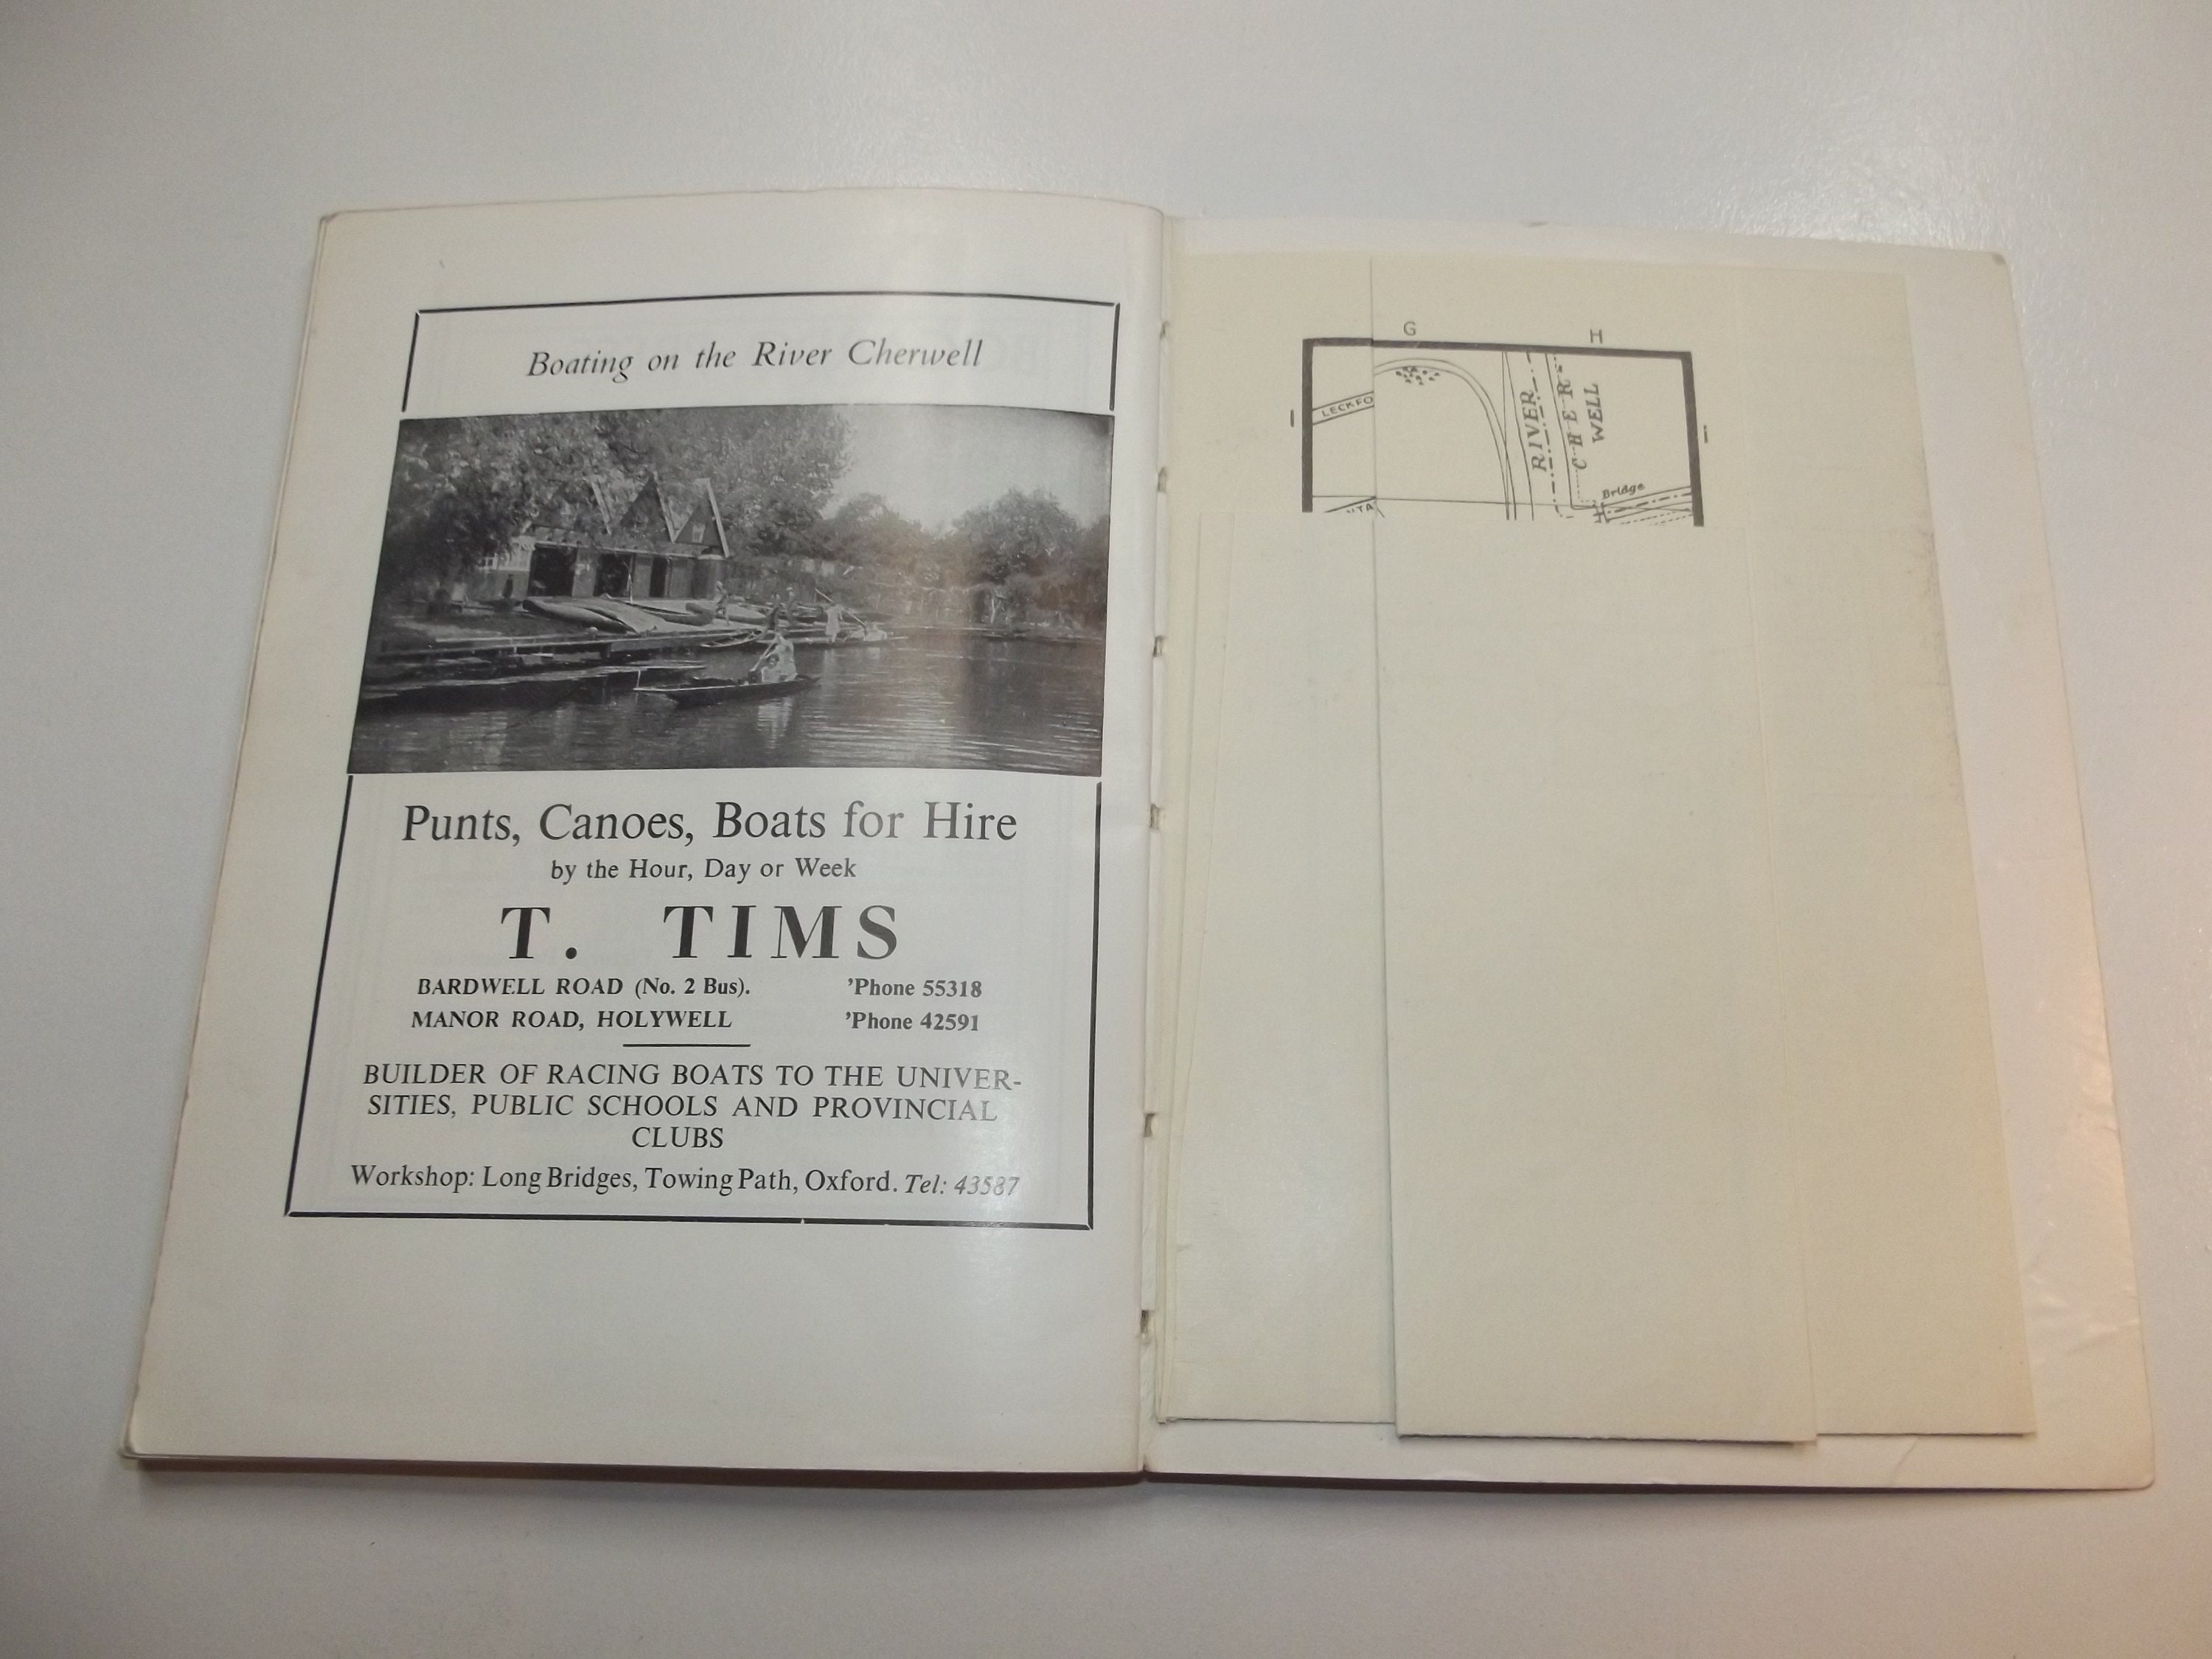 Boating on the River Cherwell
Punts, Canoes, Boats for Hire
by the Hour, Day or Week
T. TIMS
BARDWELL ROAD (No. 2 Bus). 'Phone 55318
MANOR ROAD, HOLYWELL 'Phone 42591
BUILDER OF RACING BOATS TO THE UNIVER-
SITIES, PUBLIC SCHOOLS AND PROVINCIAL
CLUBS
Workshop: Long Bridges, Towing Path, Oxford. Tel: 43587
G H
LECKFO
RIVER
CHER
WELL
Bridge